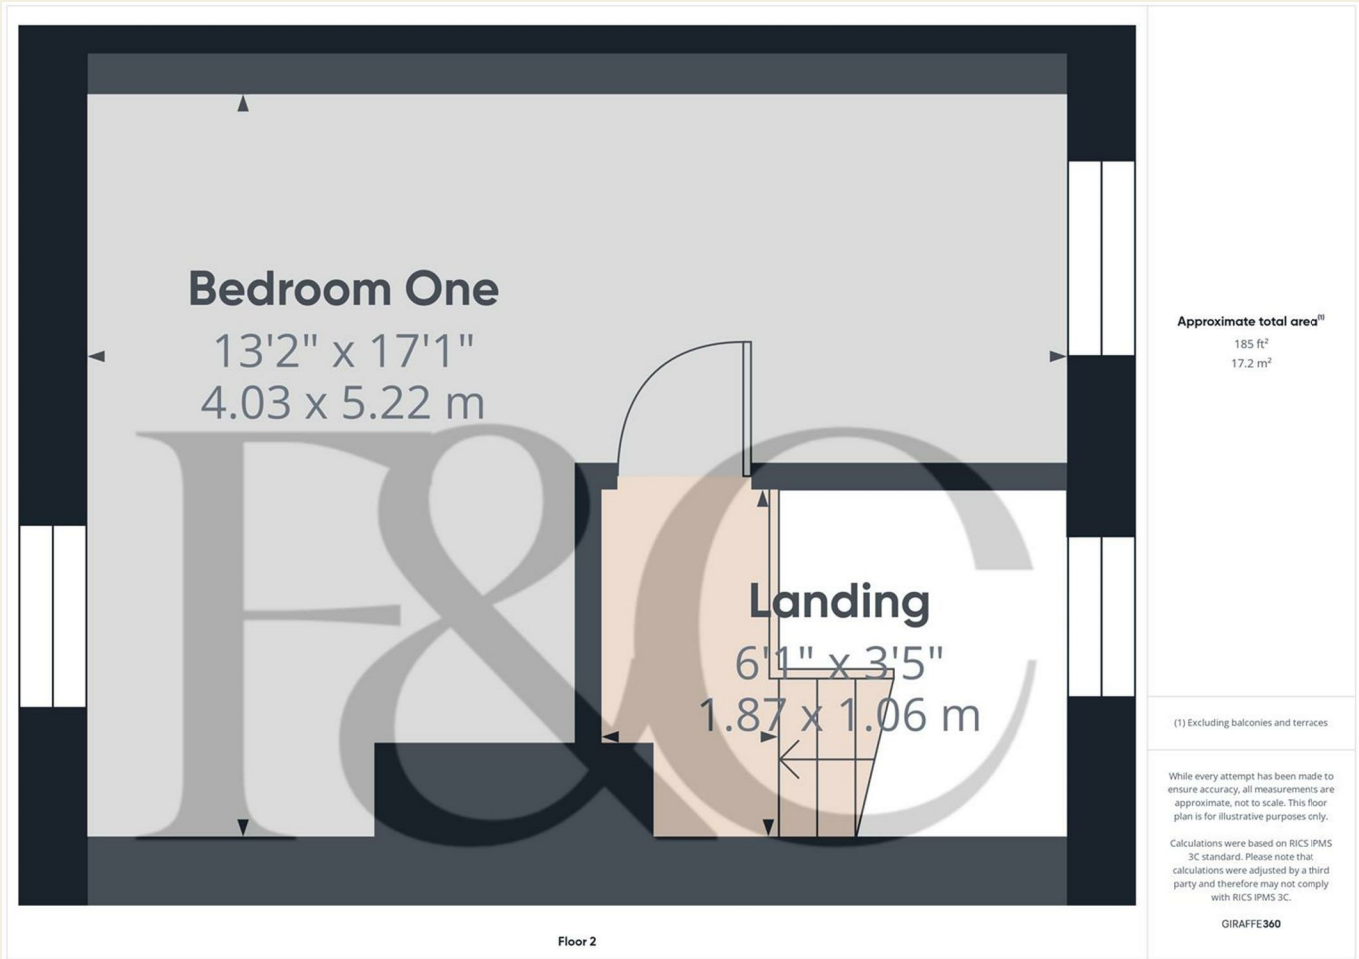 Bedroom One
13'2" x 17'1"
4.03 x 5.22 m
F&C
Landing
6'1" x 3'5"
1.87 x 1.06 m
Floor 2
Approximate total area(1)
185 ft²
17.2 m²
(1) Excluding balconies and terraces
While every attempt has been made to
ensure accuracy, all measurements are
approximate, not to scale. This floor
plan is for illustrative purposes only.
Calculations were based on RICS IPMS
3C standard. Please note that
calculations were adjusted by a third
party and therefore may not comply
with RICS IPMS 3C.
GIRAFFE360